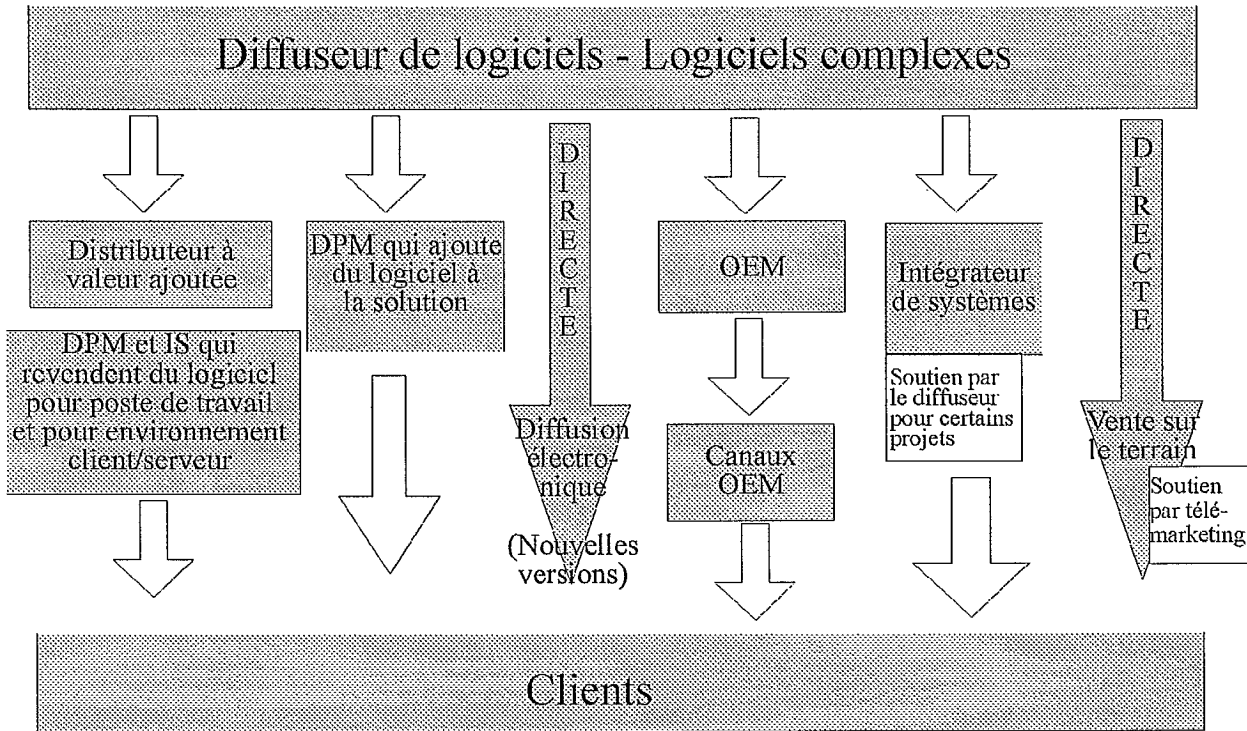 Diffuseur de logiciels - Logiciels complexes
Distributeur à
valeur ajoutée
DPM et IS qui
revendent du logiciel
pour poste de travail
et pour environnement
client/serveur
DPM qui ajoute
du logiciel à
la solution
DIRECTE
Diffusion
électro-
nique
(Nouvelles
versions)
OEM
Canaux
OEM
Intégrateur
de systèmes
Soutien par
le diffuseur
pour certains
projets
DIRECTE
Vente sur
le terrain
Soutien
par télé-
marketing
Clients